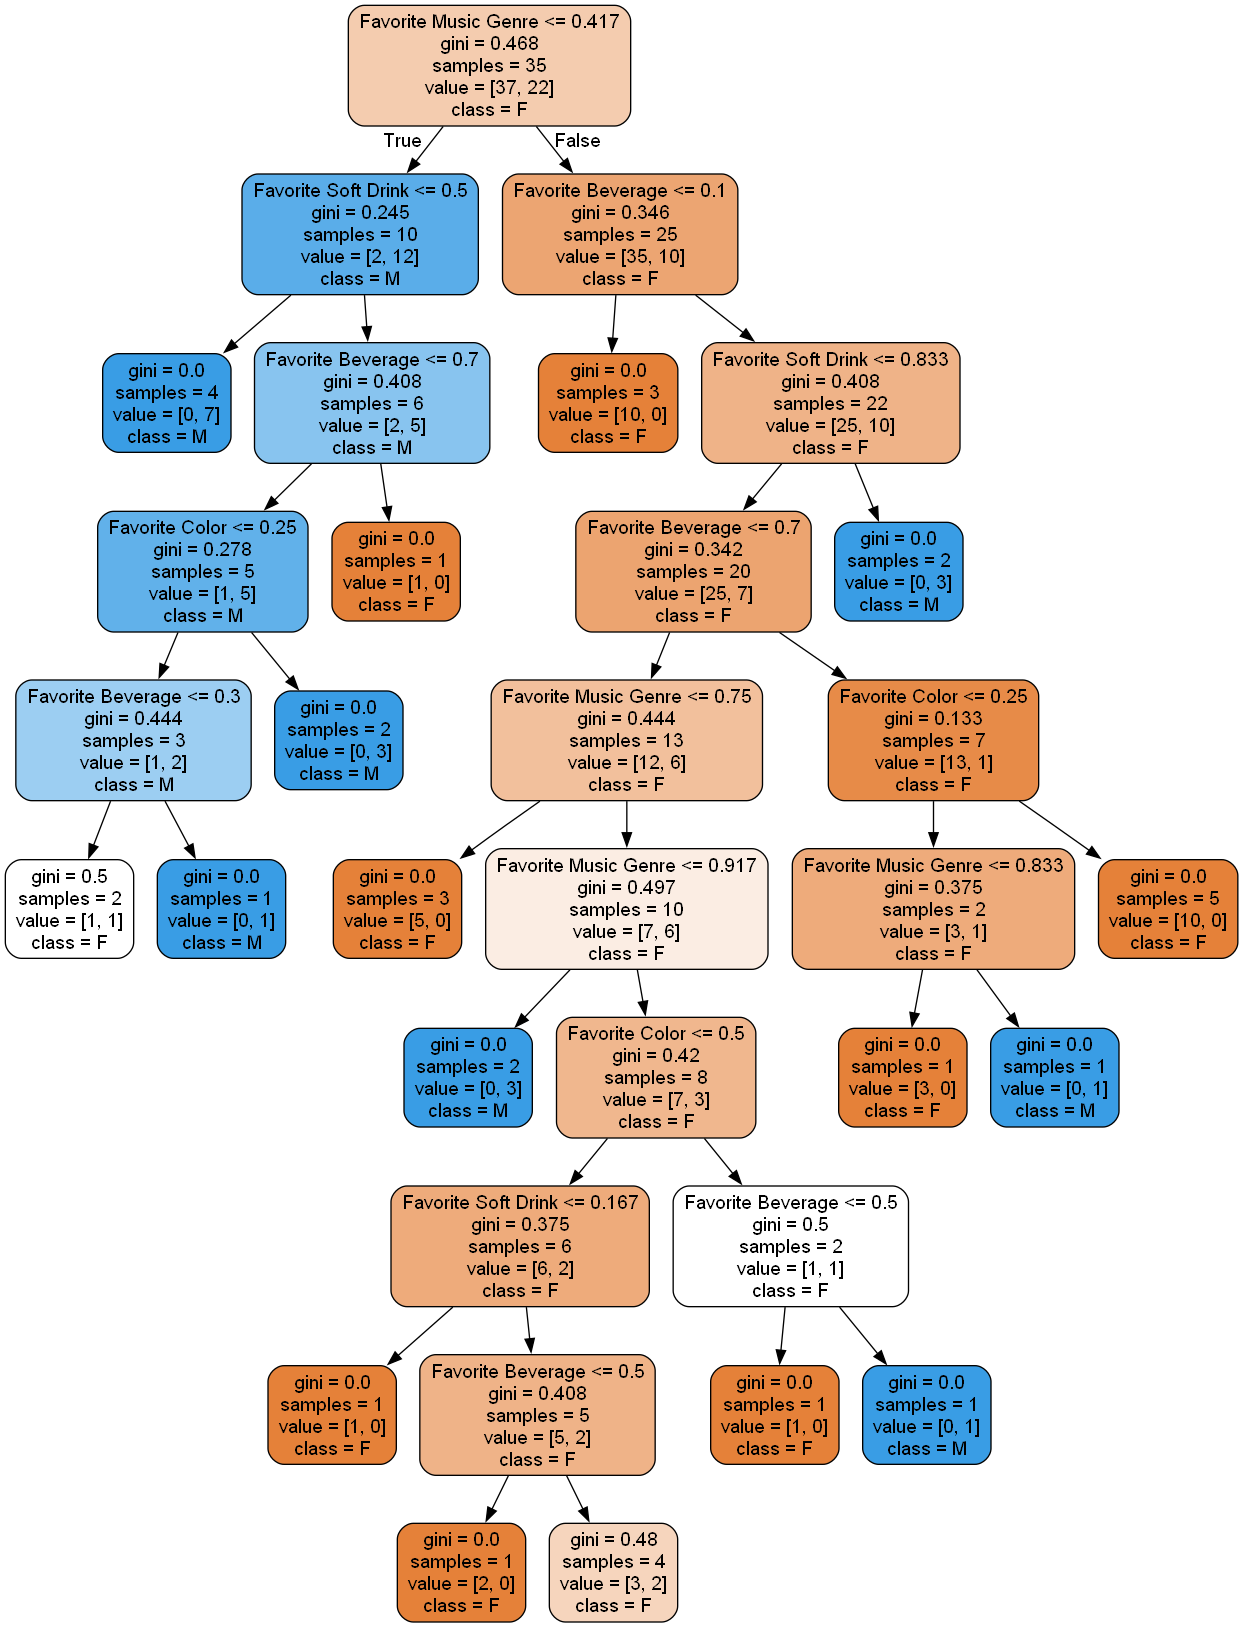 Favorite Music Genre <= 0.417
gini = 0.468
samples = 35
value = [37, 22]
class = F
True
False
Favorite Soft Drink <= 0.5
gini = 0.245
samples = 10
value = [2, 12]
class = M
Favorite Beverage <= 0.1
gini = 0.346
samples = 25
value = [35, 10]
class = F
gini = 0.0
samples = 4
value = [0, 7]
class = M
Favorite Beverage <= 0.7
gini = 0.408
samples = 6
value = [2, 5]
class = M
gini = 0.0
samples = 3
value = [10, 0]
class = F
Favorite Soft Drink <= 0.833
gini = 0.408
samples = 22
value = [25, 10]
class = F
Favorite Color <= 0.25
gini = 0.278
samples = 5
value = [1, 5]
class = M
gini = 0.0
samples = 1
value = [1, 0]
class = F
Favorite Beverage <= 0.7
gini = 0.342
samples = 20
value = [25, 7]
class = F
gini = 0.0
samples = 2
value = [0, 3]
class = M
Favorite Beverage <= 0.3
gini = 0.444
samples = 3
value = [1, 2]
class = M
gini = 0.0
samples = 2
value = [0, 3]
class = M
Favorite Music Genre <= 0.75
gini = 0.444
samples = 13
value = [12, 6]
class = F
Favorite Color <= 0.25
gini = 0.133
samples = 7
value = [13, 1]
class = F
gini = 0.5
samples = 2
value = [1, 1]
class = F
gini = 0.0
samples = 1
value = [0, 1]
class = M
gini = 0.0
samples = 3
value = [5, 0]
class = F
Favorite Music Genre <= 0.917
gini = 0.497
samples = 10
value = [7, 6]
class = F
Favorite Music Genre <= 0.833
gini = 0.375
samples = 2
value = [3, 1]
class = F
gini = 0.0
samples = 5
value = [10, 0]
class = F
gini = 0.0
samples = 2
value = [0, 3]
class = M
Favorite Color <= 0.5
gini = 0.42
samples = 8
value = [7, 3]
class = F
gini = 0.0
samples = 1
value = [3, 0]
class = F
gini = 0.0
samples = 1
value = [0, 1]
class = M
Favorite Soft Drink <= 0.167
gini = 0.375
samples = 6
value = [6, 2]
class = F
Favorite Beverage <= 0.5
gini = 0.5
samples = 2
value = [1, 1]
class = F
gini = 0.0
samples = 1
value = [1, 0]
class = F
Favorite Beverage <= 0.5
gini = 0.408
samples = 5
value = [5, 2]
class = F
gini = 0.0
samples = 1
value = [1, 0]
class = F
gini = 0.0
samples = 1
value = [0, 1]
class = M
gini = 0.0
samples = 1
value = [2, 0]
class = F
gini = 0.48
samples = 4
value = [3, 2]
class = F